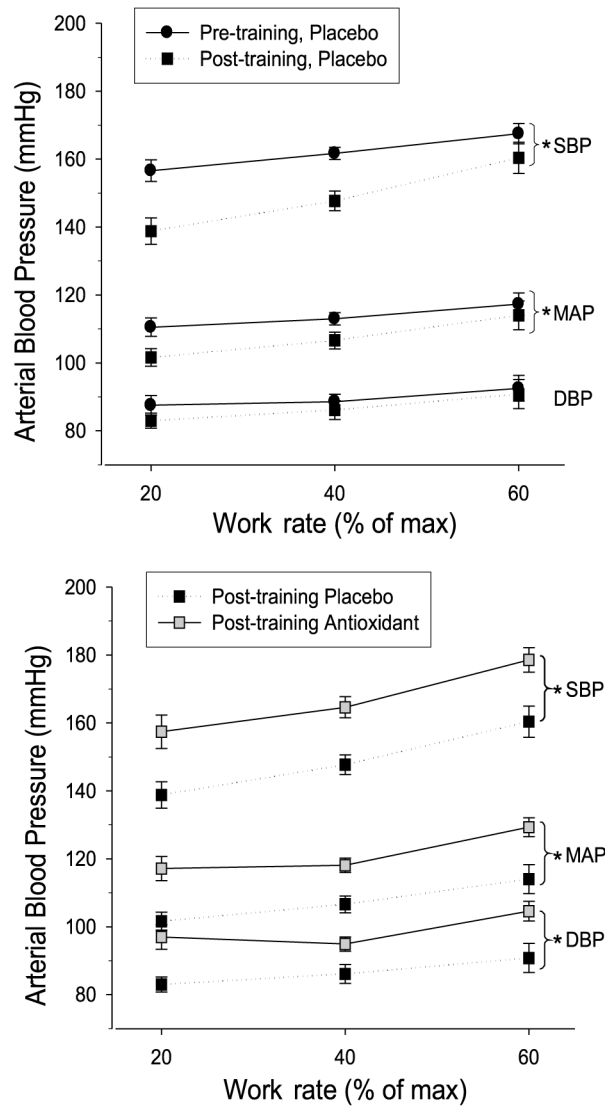 Pre-training, Placebo
Post-training, Placebo
Arterial Blood Pressure (mmHg)
200
180
160
140
120
100
80
* SBP
* MAP
DBP
20 40 60
Work rate (% of max)
Post-training Placebo
Post-training Antioxidant
Arterial Blood Pressure (mmHg)
200
180
160
140
120
100
80
* SBP
* MAP
* DBP
20 40 60
Work rate (% of max)